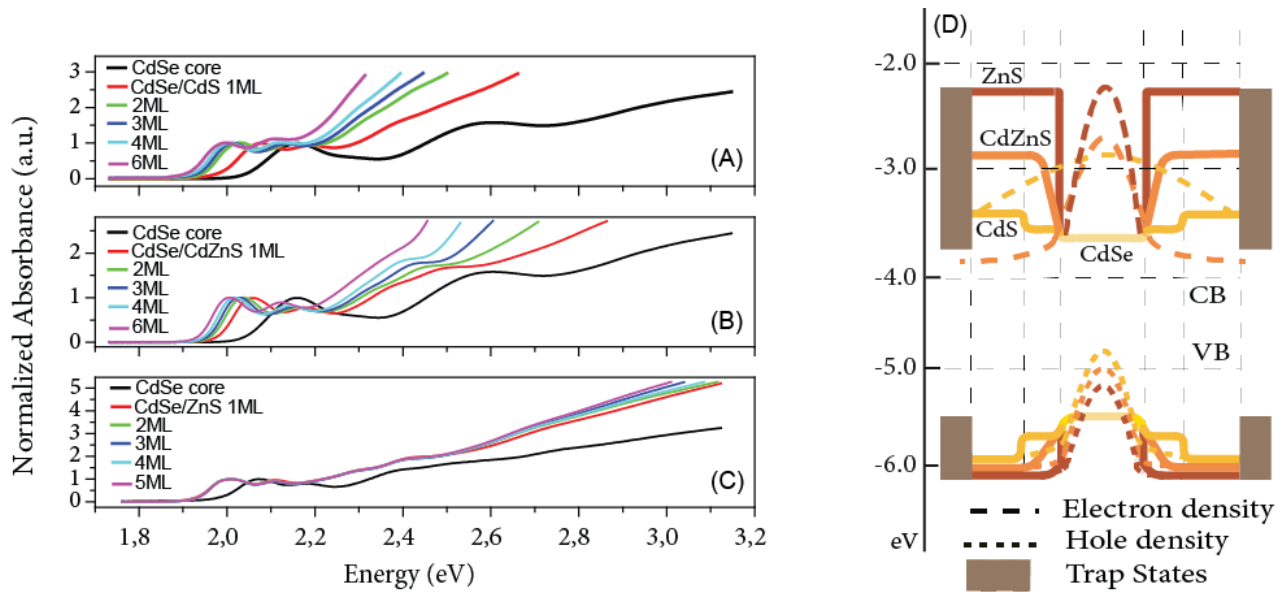 Normalized Absorbance (a.u.)
3
2
1
0
CdSe core
CdSe/CdS 1ML
2ML
3ML
4ML
6ML
(A)
2
1
0
CdSe core
CdSe/CdZnS 1ML
2ML
3ML
4ML
6ML
(B)
5
4
3
2
1
0
CdSe core
CdSe/ZnS 1ML
2ML
3ML
4ML
5ML
(C)
1,8 2,0 2,2 2,4 2,6 2,8 3,0 3,2
Energy (eV)
(D)
-2.0
ZnS
CdZnS
-3.0
CdS
CdSe
-4.0
CB
VB
-5.0
-6.0
eV
Electron density
Hole density
Trap States